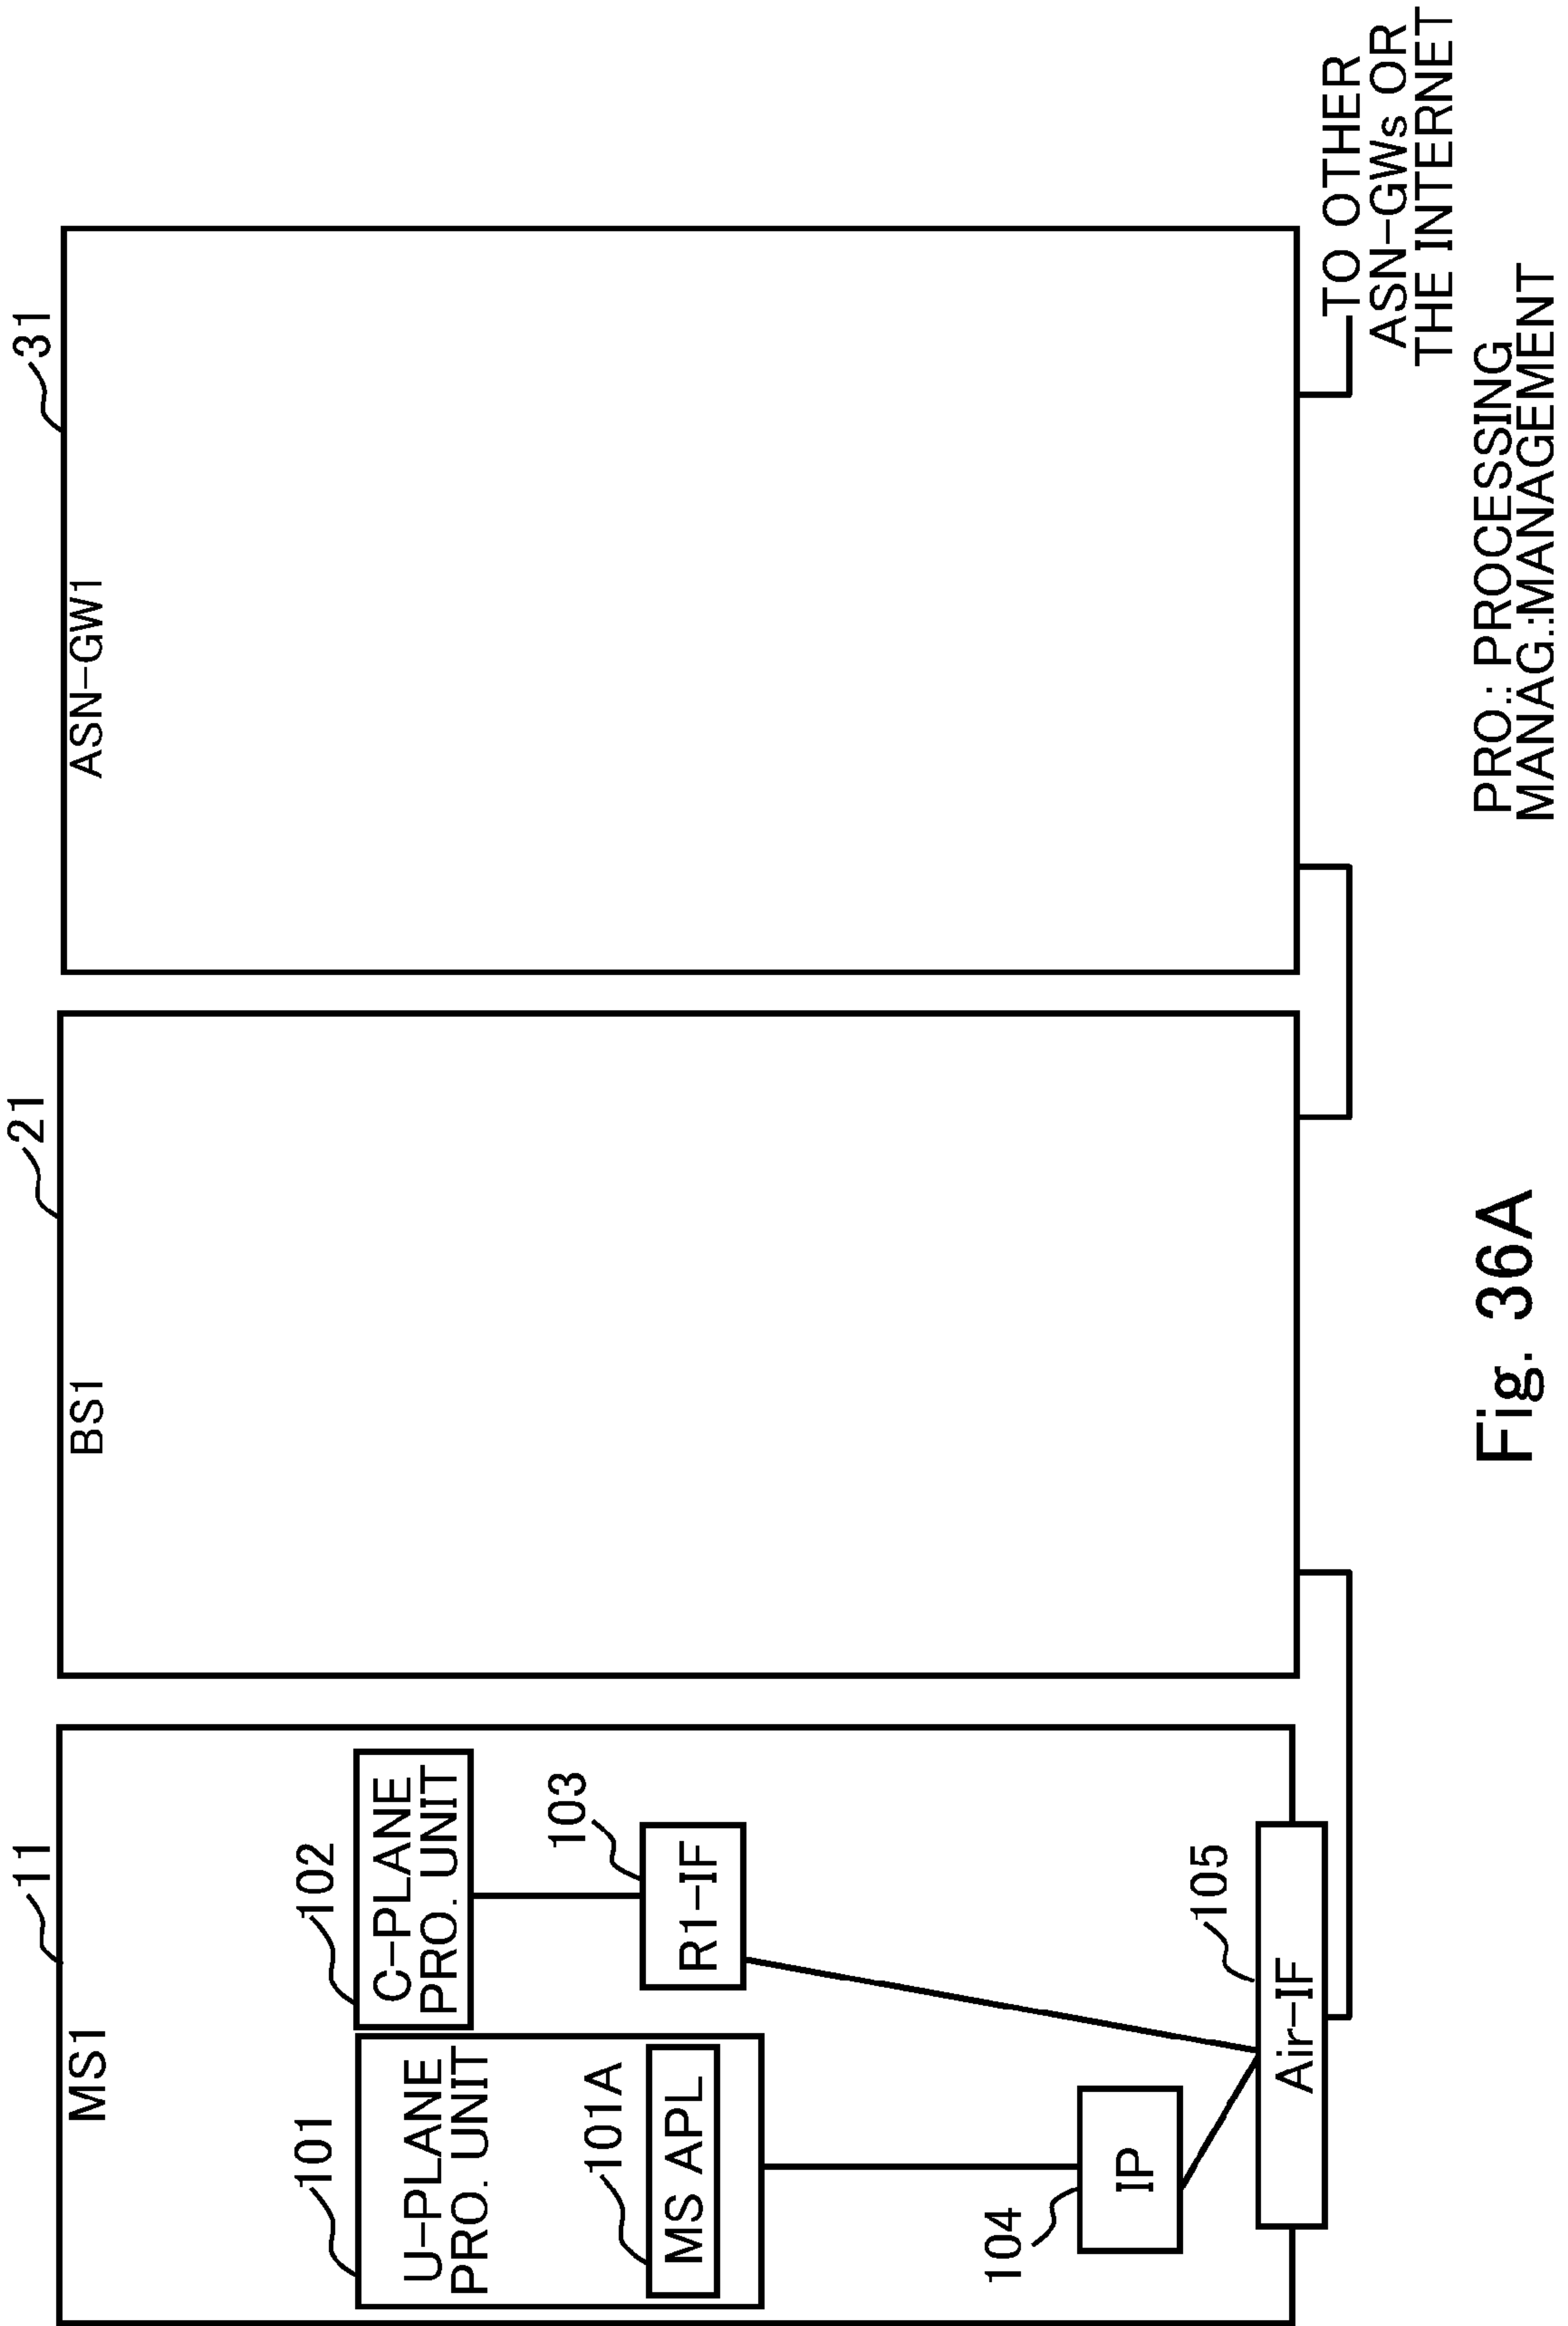 11
MS1
101
U-PLANE
PRO. UNIT
101A
MS APL
102
C-PLANE
PRO. UNIT
103
R1-IF
104
IP
105
Air-IF
21
BS1
31
ASN-GW1
TO OTHER
ASN-GWs OR
THE INTERNET
PRO.: PROCESSING
MANAG.:MANAGEMENT
Fig. 36A